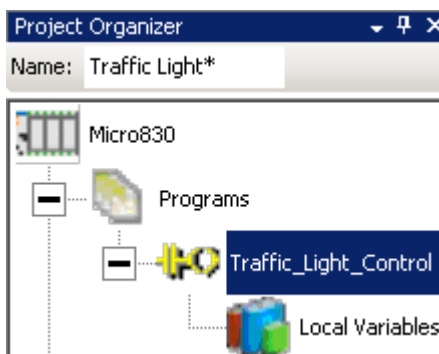 Project Organizer
Name: Traffic Light*
Micro830
Programs
Traffic_Light_Control
Local Variables